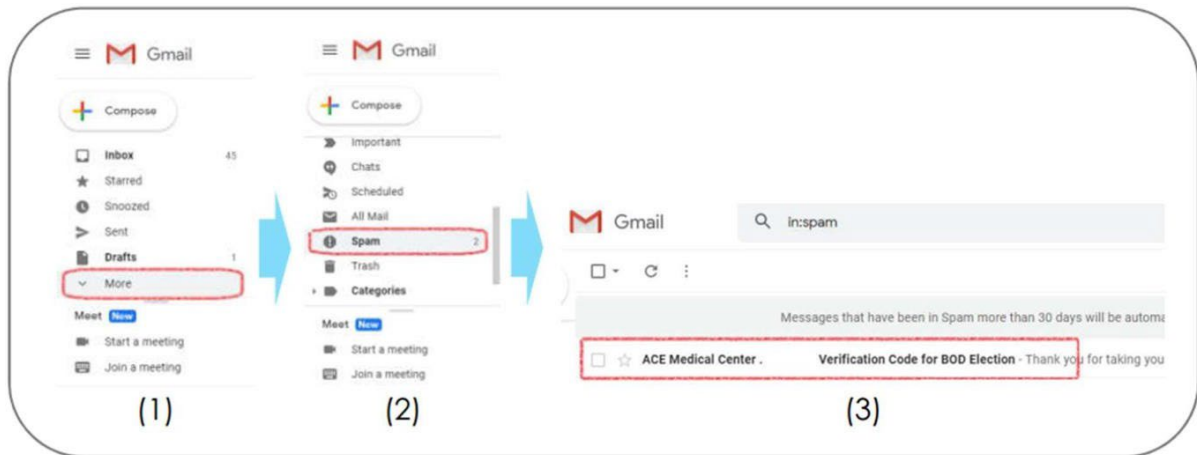 Gmail
Compose
Inbox 45
Starred
Snoozed
Sent
Drafts 1
More
Meet New
Start a meeting
Join a meeting
(1)
Gmail
Compose
Important
Chats
Scheduled
All Mail
Spam 2
Trash
Categories
Meet New
Start a meeting
Join a meeting
(2)
Gmail in:spam
Messages that have been in Spam more than 30 days will be automa
ACE Medical Center . Verification Code for BOD Election - Thank you for taking you
(3)